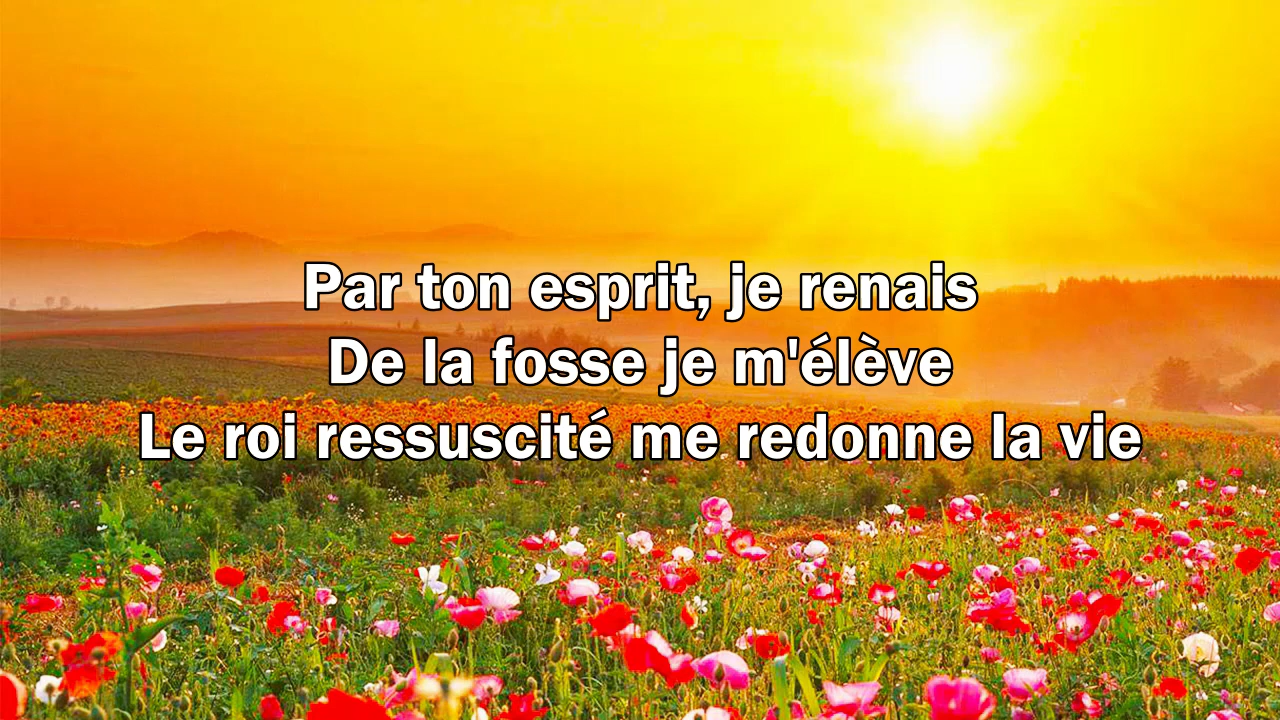 Par ton esprit, je renais
De la fosse je m'élève
Le roi ressuscité me redonne la vie